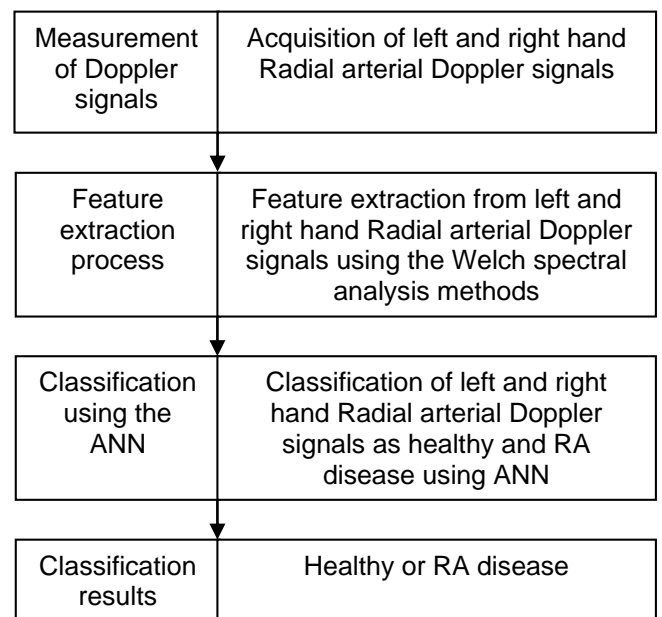 Measurement
of Doppler
signals
Acquisition of left and right hand
Radial arterial Doppler signals
Feature
extraction
process
Feature extraction from left and
right hand Radial arterial Doppler
signals using the Welch spectral
analysis methods
Classification
using the
ANN
Classification of left and right
hand Radial arterial Doppler
signals as healthy and RA
disease using ANN
Classification
results
Healthy or RA disease